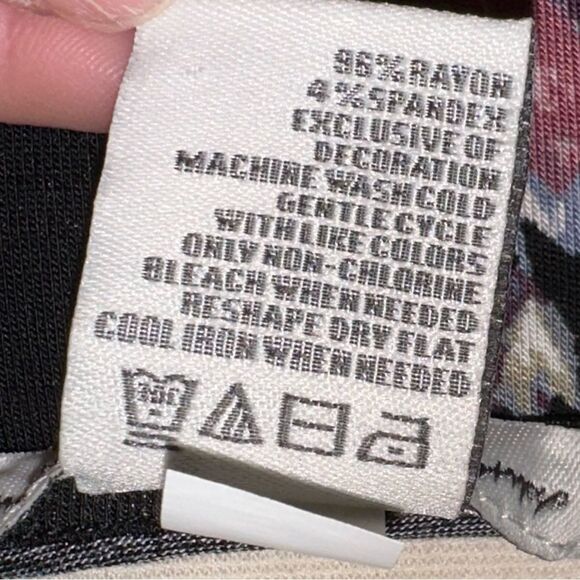 96% RAYON
4% SPANDEX
EXCLUSIVE OF
DECORATION
MACHINE WASH COLD
GENTLE CYCLE
WITH LIKE COLORS
ONLY NON-CHLORINE
BLEACH WHEN NEEDED
RESHAPE DRY FLAT
COOL IRON WHEN NEEDED